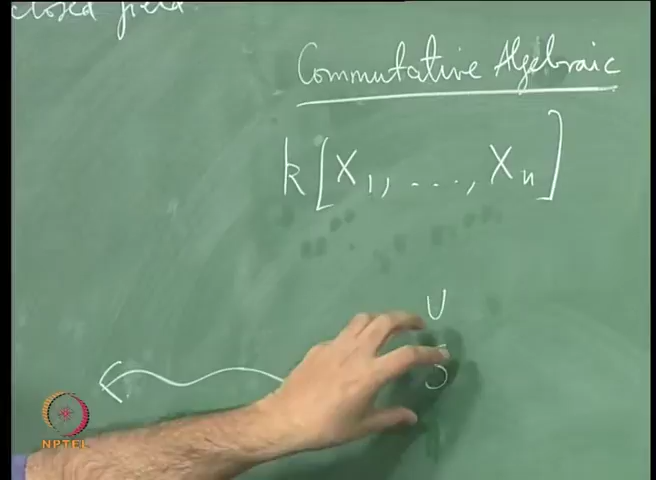 closed field
Commutative Algebraic
k[X₁, ..., Xₙ]
∪
S
NPTEL